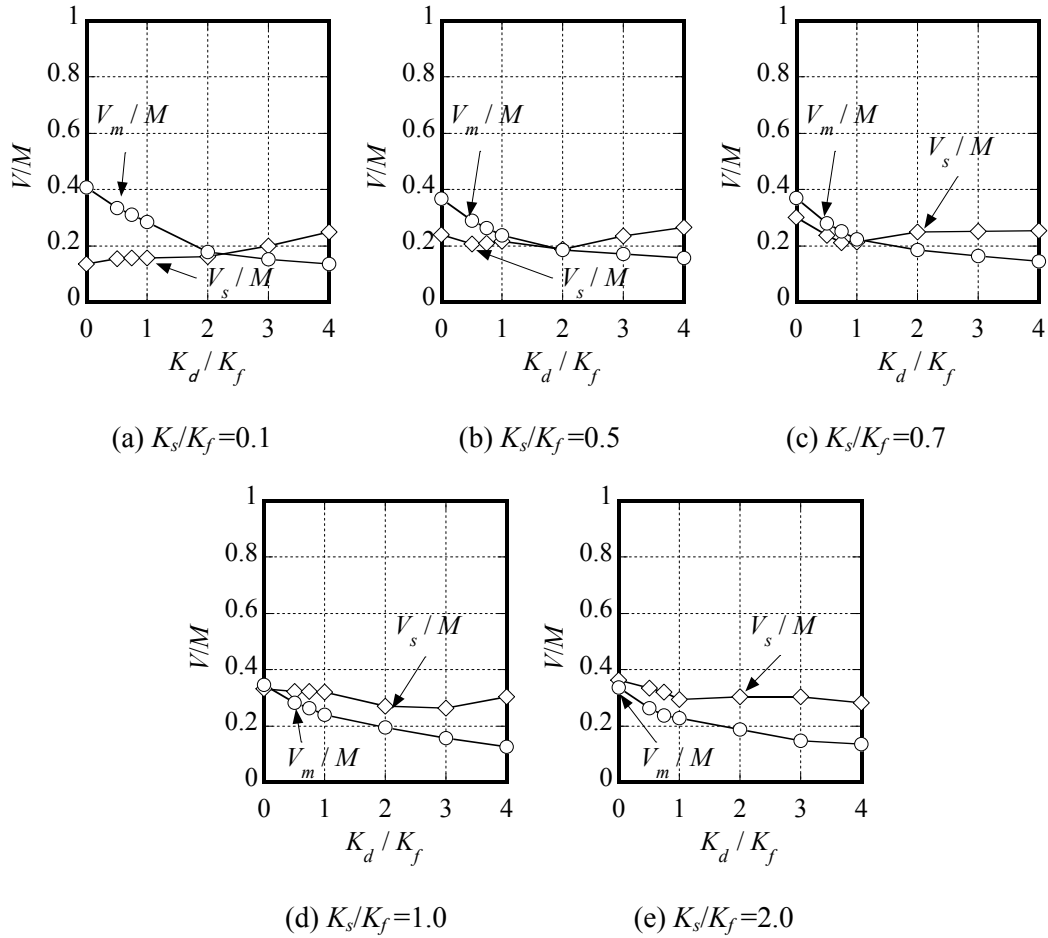 1
0.8
0.6
0.4
0.2
0
V/M
V_m / M
V_s / M
0 1 2 3 4
K_d / K_f
(a) K_s/K_f =0.1
1
0.8
0.6
0.4
0.2
0
V/M
V_m / M
V_s / M
0 1 2 3 4
K_d / K_f
(b) K_s/K_f =0.5
1
0.8
0.6
0.4
0.2
0
V/M
V_m / M
V_s / M
0 1 2 3 4
K_d / K_f
(c) K_s/K_f =0.7
1
0.8
0.6
0.4
0.2
0
V/M
V_s / M
V_m / M
0 1 2 3 4
K_d / K_f
(d) K_s/K_f =1.0
1
0.8
0.6
0.4
0.2
0
V/M
V_s / M
V_m / M
0 1 2 3 4
K_d / K_f
(e) K_s/K_f =2.0